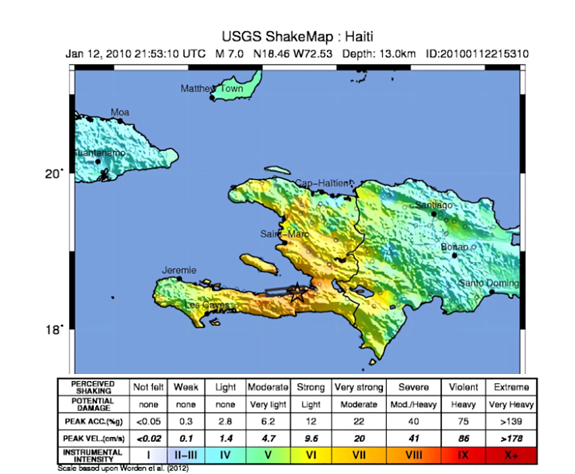 USGS ShakeMap : Haiti
Jan 12, 2010 21:53:10 UTC M 7.0 N18.46 W72.53 Depth: 13.0km ID:20100112215310
Matthew Town
Moa
Guantanamo
20°
Cap-Haïtien
Santiago
Saint-Marc
Bonao
Jeremie
Santo Doming
Les Cayes
18°
PERCEIVED SHAKING Not felt Weak Light Moderate Strong Very strong Severe Violent Extreme
POTENTIAL DAMAGE none none none Very light Light Moderate Mod./Heavy Heavy Very Heavy
PEAK ACC.(%g) <0.05 0.3 2.8 6.2 12 22 40 75 >139
PEAK VEL.(cm/s) <0.02 0.1 1.4 4.7 9.6 20 41 86 >178
INSTRUMENTAL INTENSITY I II-III IV V VI VII VIII IX X+
Scale based upon Worden et al. (2012)